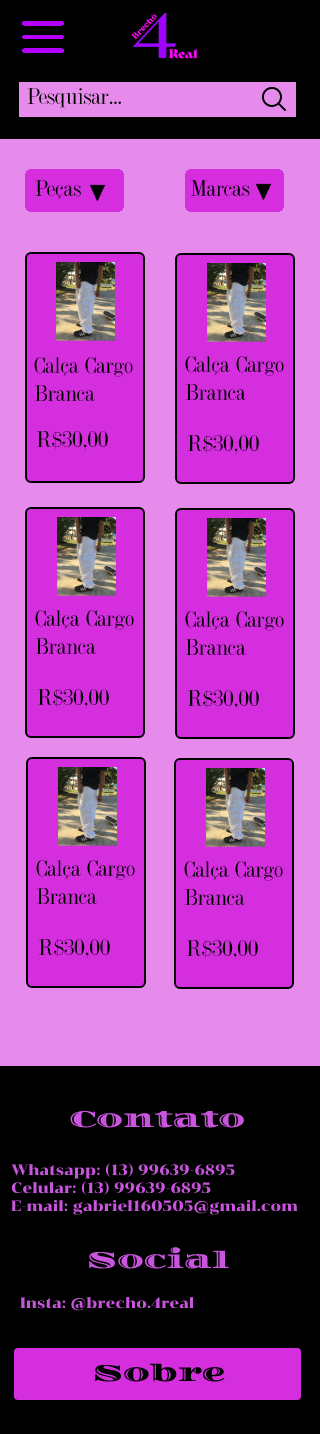 Brecho
4
Real
Pesquisar...
Peças ▼
Marcas ▼
Calça Cargo
Branca
R$30,00
Calça Cargo
Branca
R$30,00
Calça Cargo
Branca
R$30,00
Calça Cargo
Branca
R$30,00
Calça Cargo
Branca
R$30,00
Calça Cargo
Branca
R$30,00
Contato
Whatsapp: (13) 99639-6895
Celular: (13) 99639-6895
E-mail: gabriel160505@gmail.com
Social
Insta: @brecho.4real
Sobre